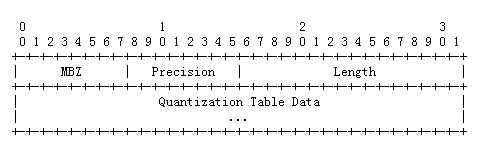 0                   1                   2                   3
0 1 2 3 4 5 6 7 8 9 0 1 2 3 4 5 6 7 8 9 0 1 2 3 4 5 6 7 8 9 0 1
+-+-+-+-+-+-+-+-+-+-+-+-+-+-+-+-+-+-+-+-+-+-+-+-+-+-+-+-+-+-+-+-+
|      MBZ      |   Precision   |             Length            |
+-+-+-+-+-+-+-+-+-+-+-+-+-+-+-+-+-+-+-+-+-+-+-+-+-+-+-+-+-+-+-+-+
|                    Quantization Table Data                    |
|                              ...                              |
+-+-+-+-+-+-+-+-+-+-+-+-+-+-+-+-+-+-+-+-+-+-+-+-+-+-+-+-+-+-+-+-+